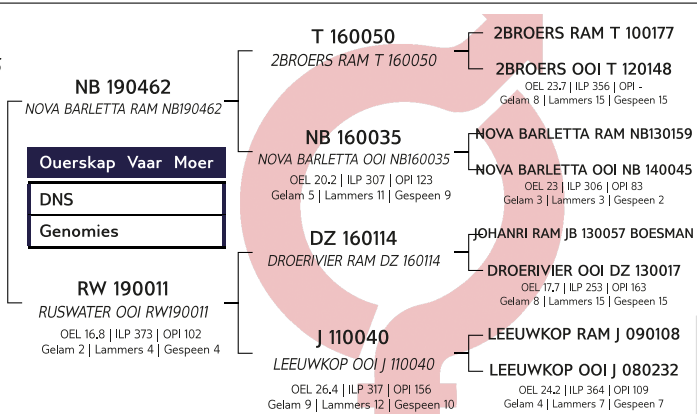 NB 190462
NOVA BARLETTA RAM NB190462
Ouerskap Vaar Moer
DNS
Genomies
RW 190011
RUSWATER OOI RW190011
OEL 16.8 | ILP 373 | OPI 102
Gelam 2 | Lammers 4 | Gespeen 4
T 160050
2BROERS RAM T 160050
NB 160035
NOVA BARLETTA OOI NB160035
OEL 20.2 | ILP 307 | OPI 123
Gelam 5 | Lammers 11 | Gespeen 9
DZ 160114
DROERIVIER RAM DZ 160114
J 110040
LEEUWKOP OOI J 110040
OEL 26.4 | ILP 317 | OPI 156
Gelam 9 | Lammers 12 | Gespeen 10
2BROERS RAM T 100177
2BROERS OOI T 120148
OEL 23.7 | ILP 356 | OPI -
Gelam 8 | Lammers 15 | Gespeen 15
NOVA BARLETTA RAM NB130159
NOVA BARLETTA OOI NB 140045
OEL 23 | ILP 306 | OPI 83
Gelam 3 | Lammers 3 | Gespeen 2
JOHANRI RAM JB 130057 BOESMAN
DROERIVIER OOI DZ 130017
OEL 17.7 | ILP 253 | OPI 163
Gelam 8 | Lammers 15 | Gespeen 15
LEEUWKOP RAM J 090108
LEEUWKOP OOI J 080232
OEL 24.2 | ILP 364 | OPI 109
Gelam 4 | Lammers 7 | Gespeen 7